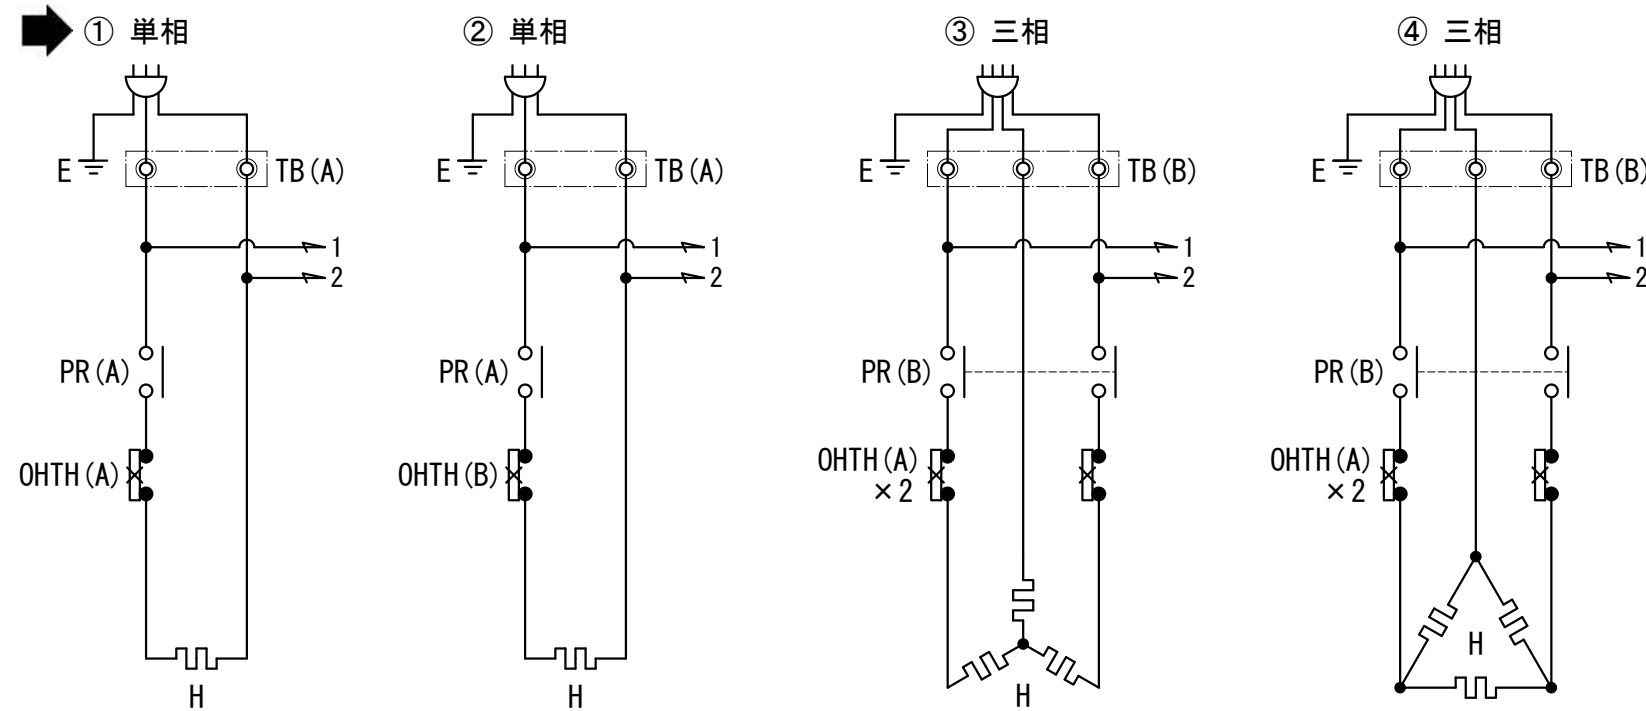 ① 単相
E
TB(A)
1
2
PR(A)
OHTH(A)
H
② 単相
E
TB(A)
1
2
PR(A)
OHTH(B)
H
③ 三相
E
TB(B)
1
2
PR(B)
OHTH(A)
×2
H
④ 三相
E
TB(B)
1
2
PR(B)
OHTH(A)
×2
H